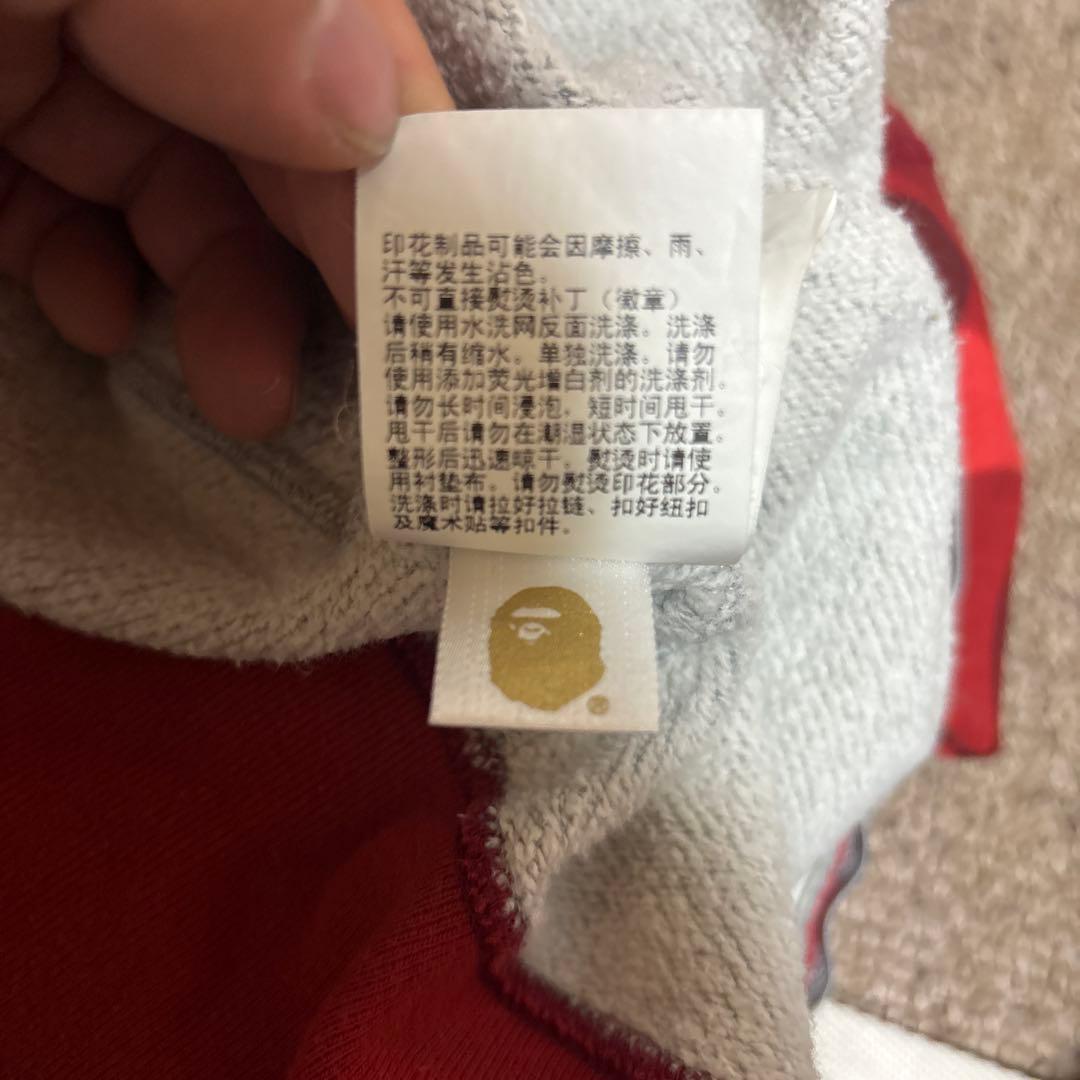 印花制品可能会因摩擦、雨、
汗等发生沾色。
不可直接熨烫补丁（徽章）
请使用水洗网反面洗涤。洗涤
后稍有缩水。单独洗涤。请勿
使用添加荧光增白剂的洗涤剂。
请勿长时间浸泡。短时间甩干。
甩干后请勿在潮湿状态下放置。
整形后迅速晾干。熨烫时请使
用衬垫布。请勿熨烫印花部分。
洗涤时请拉好拉链、扣好纽扣
及魔术贴等扣件。
®